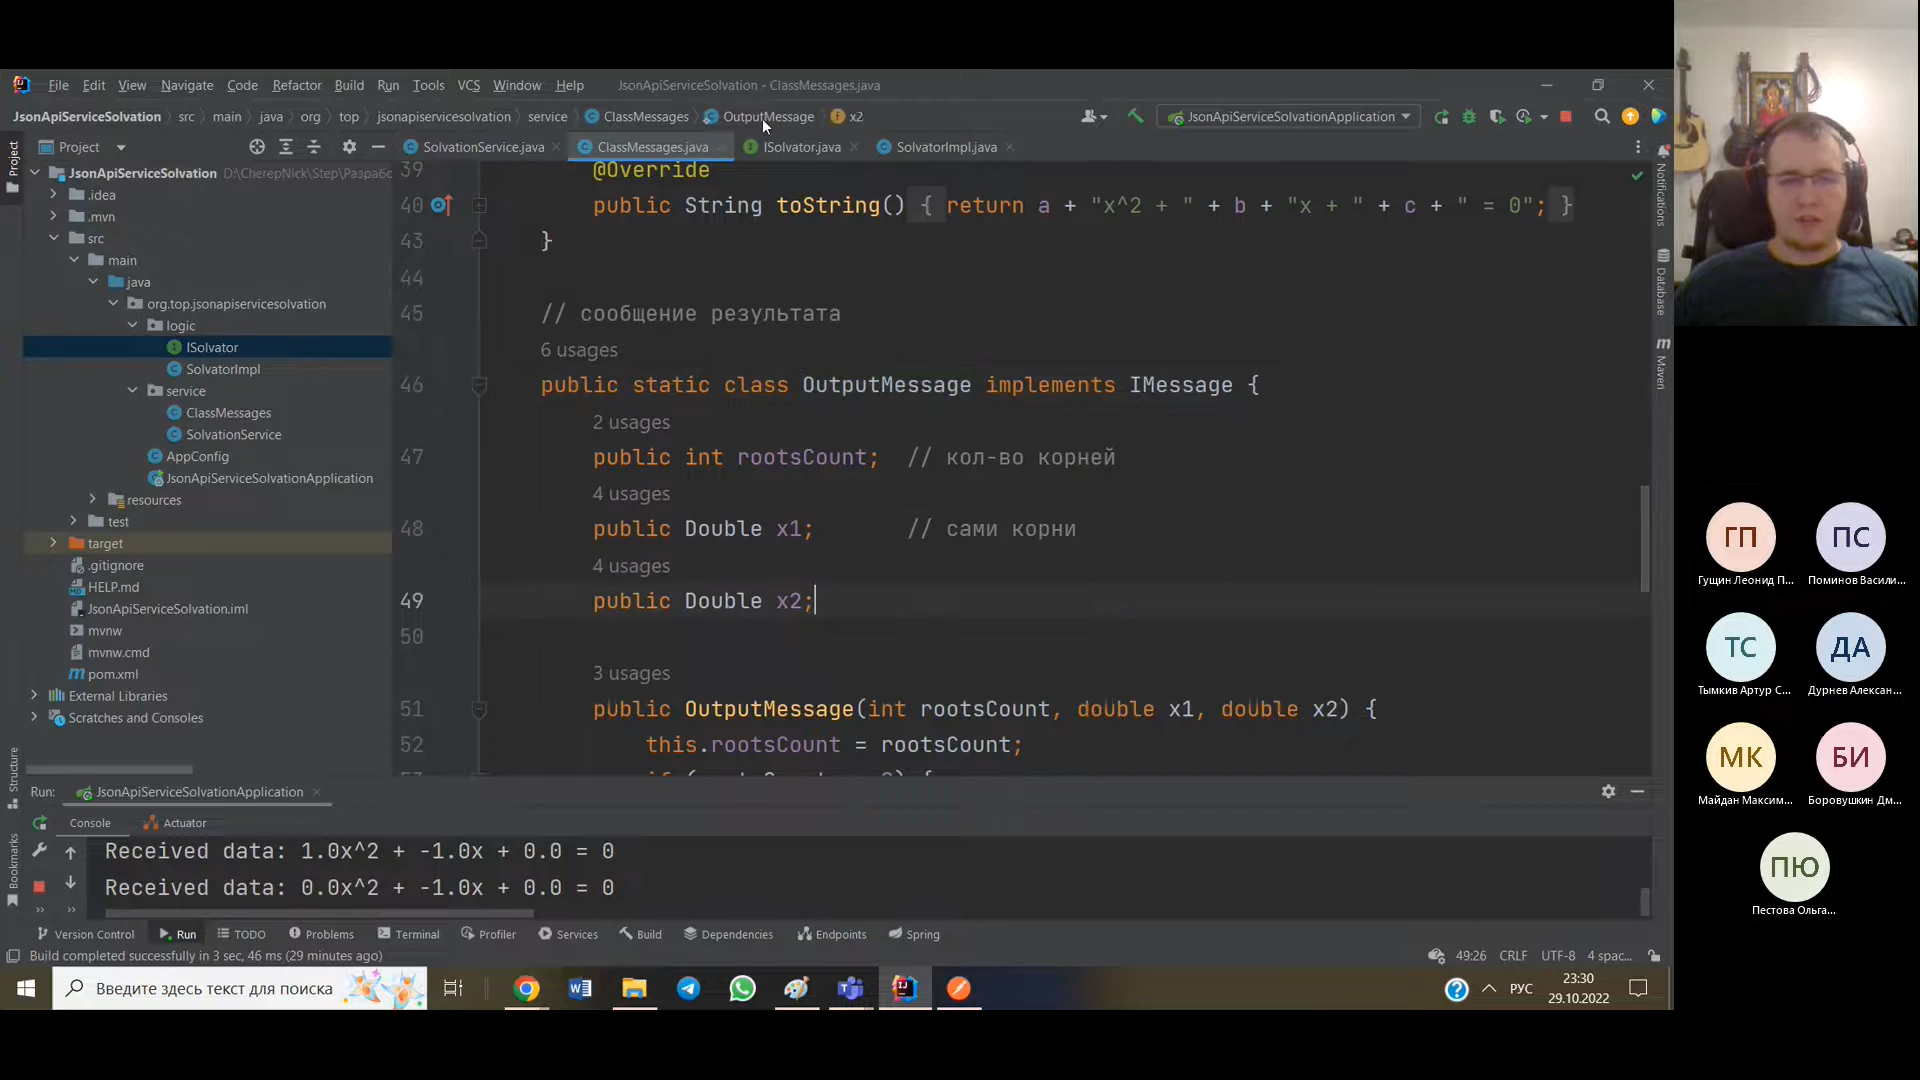 File Edit View Navigate Code Refactor Build Run Tools VCS Window Help JsonApiServiceSolvation - ClassMessages.java
JsonApiServiceSolvation src main java org top jsonapiservicesolvation service ClassMessages OutputMessage x2 JsonApiServiceSolvationApplication
Project SolvationService.java ClassMessages.java ISolvator.java SolvatorImpl.java
Project
Structure
Bookmarks
JsonApiServiceSolvation D:\CherepNick\Step\Разрабо
.idea
.mvn
src
main
java
org.top.jsonapiservicesolvation
logic
ISolvator
SolvatorImpl
service
ClassMessages
SolvationService
AppConfig
JsonApiServiceSolvationApplication
resources
test
target
.gitignore
HELP.md
JsonApiServiceSolvation.iml
mvnw
mvnw.cmd
pom.xml
External Libraries
Scratches and Consoles
39 @Override
40 public String toString() { return a + "x^2 + " + b + "x + " + c + " = 0"; }
43 }
44
45 // сообщение результата
6 usages
46 public static class OutputMessage implements IMessage {
2 usages
47 public int rootsCount; // кол-во корней
4 usages
48 public Double x1; // сами корни
4 usages
49 public Double x2;
50
3 usages
51 public OutputMessage(int rootsCount, double x1, double x2) {
52 this.rootsCount = rootsCount;
Notifications
Database
Maven
Run: JsonApiServiceSolvationApplication
Console Actuator
Received data: 1.0x^2 + -1.0x + 0.0 = 0
Received data: 0.0x^2 + -1.0x + 0.0 = 0
Version Control Run TODO Problems Terminal Profiler Services Build Dependencies Endpoints Spring
Build completed successfully in 3 sec, 46 ms (29 minutes ago) 49:26 CRLF UTF-8 4 spac...
Введите здесь текст для поиска РУС 23:30
29.10.2022
ГП ПС
Гущин Леонид П... Поминов Васили...
ТС ДА
Тымкив Артур С... Дурнев Алексан...
МК БИ
Майдан Максим... Боровушкин Дм...
ПЮ
Пестова Ольга...